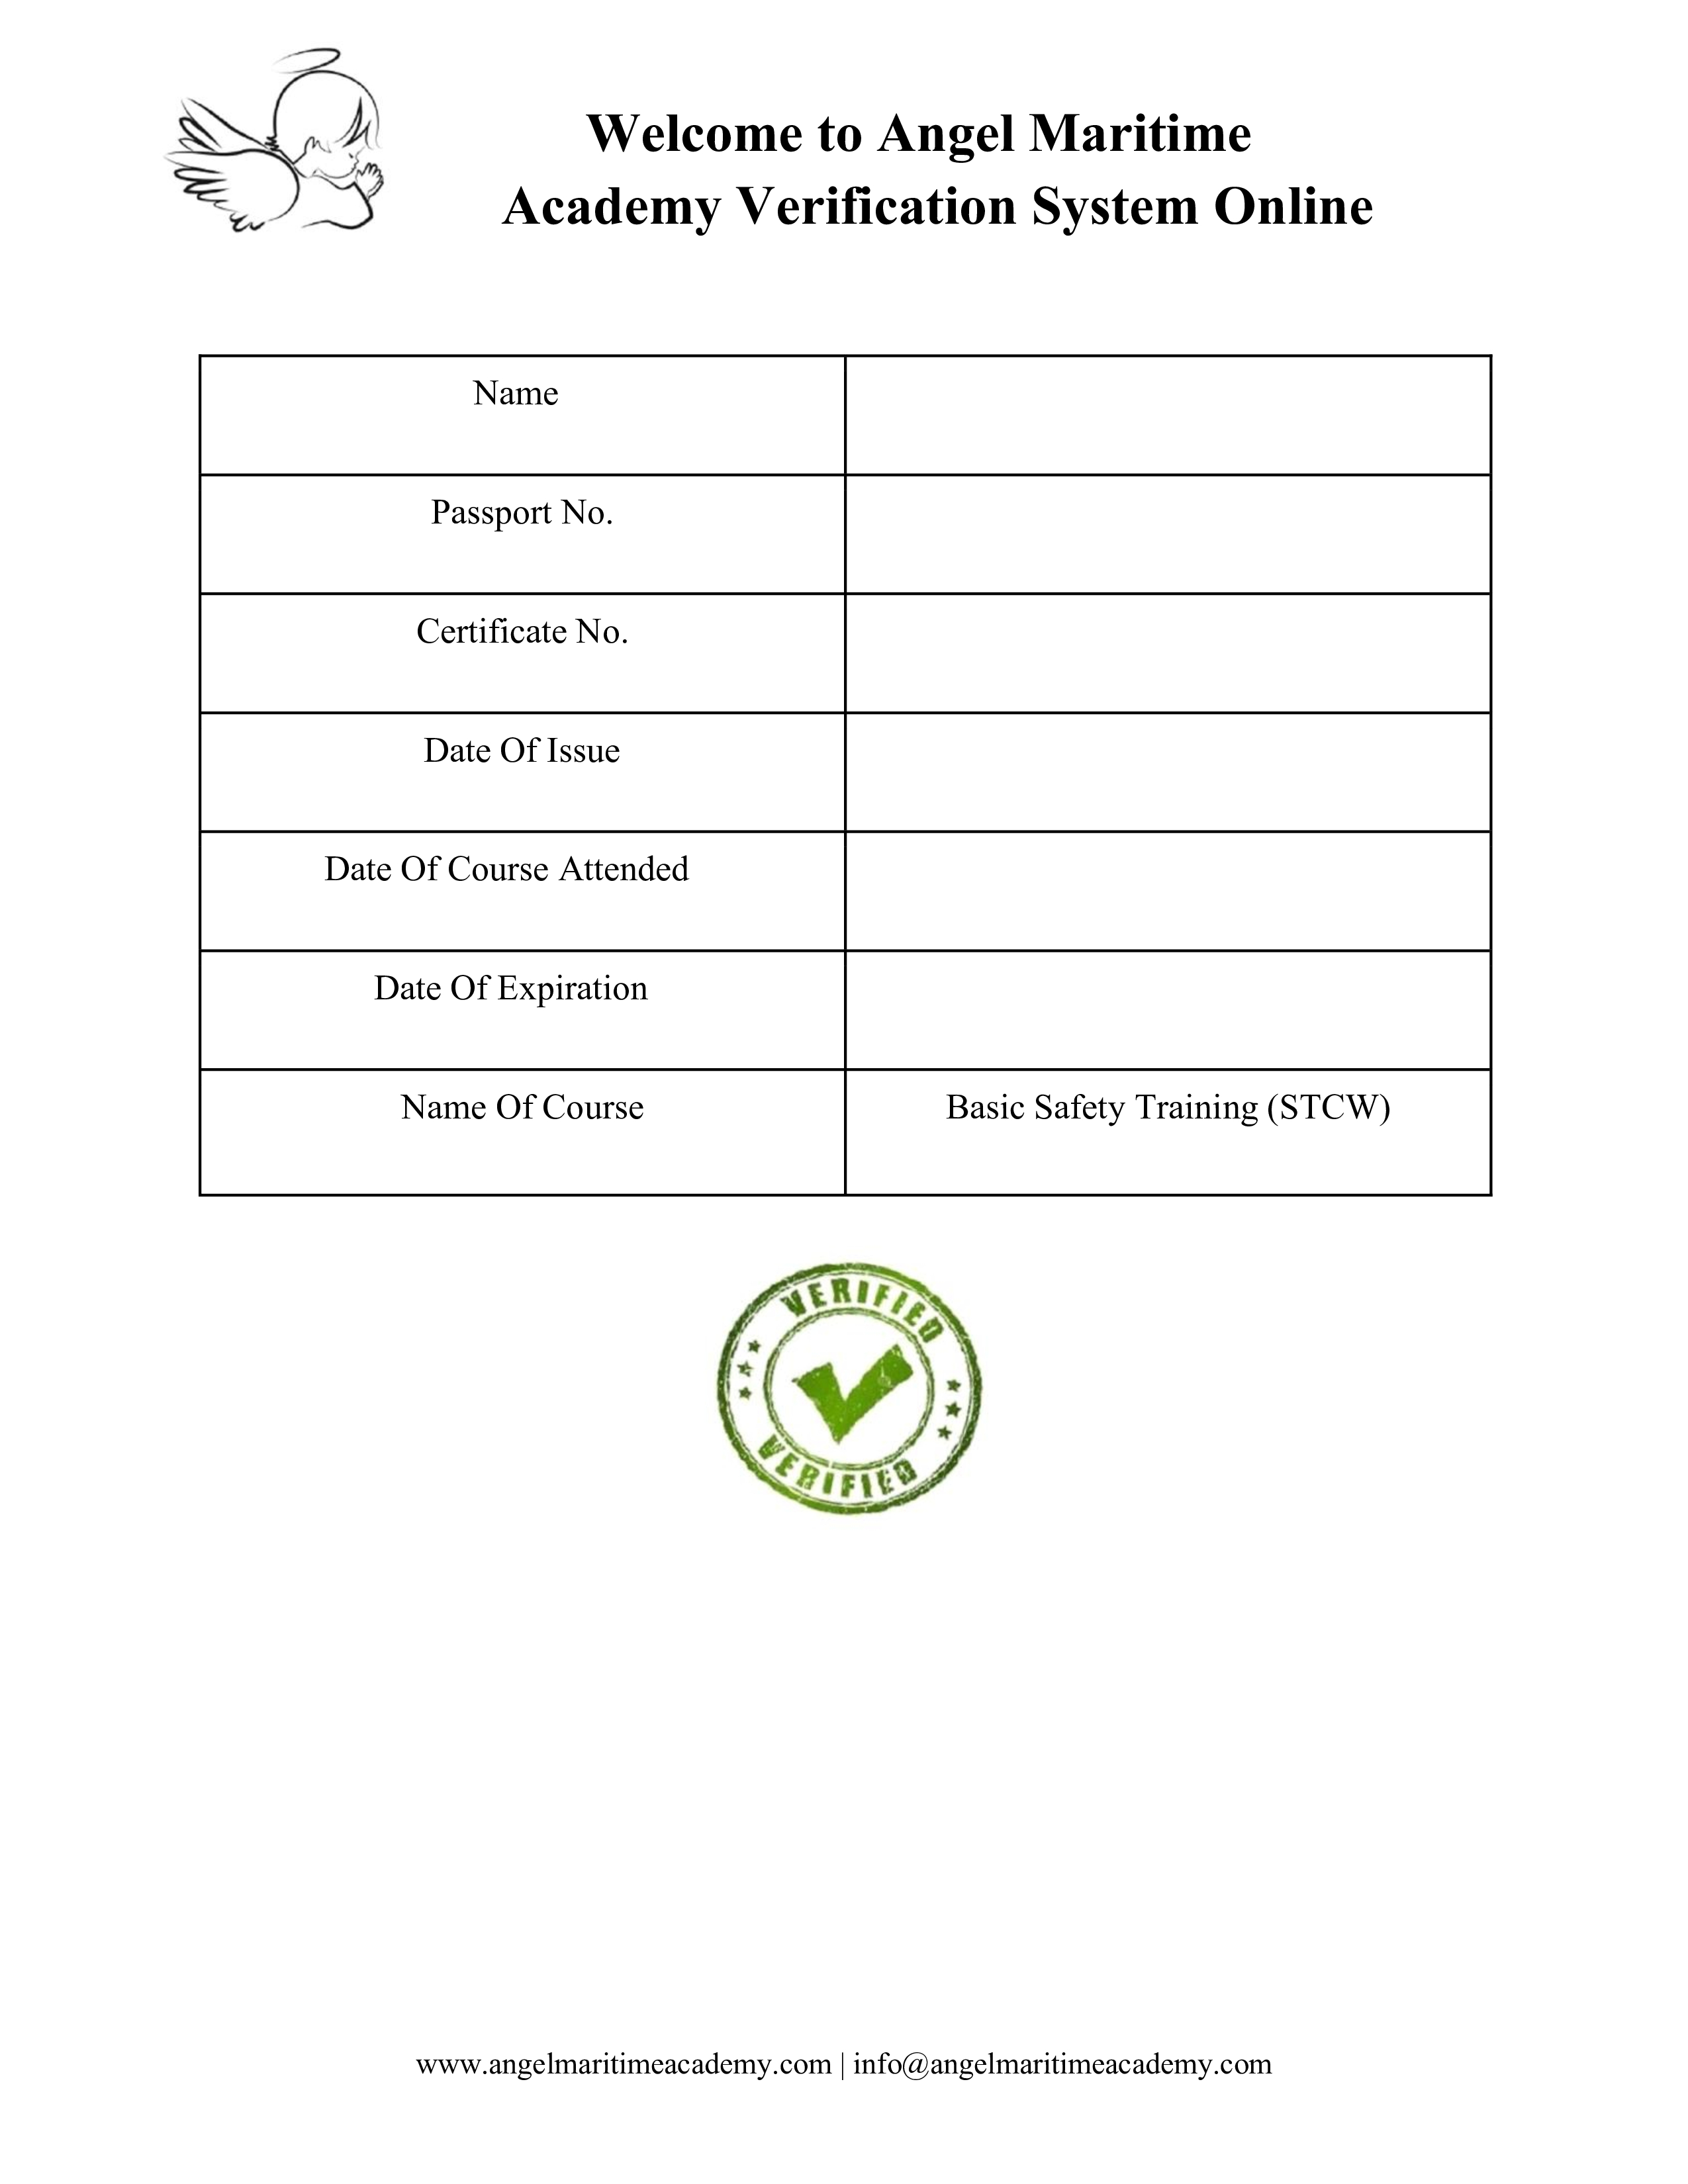 Welcome to Angel Maritime
Academy Verification System Online
Name
Passport No.
Certificate No.
Date Of Issue
Date Of Course Attended
Date Of Expiration
Name Of Course Basic Safety Training (STCW)
VERIFIED
VERIFIED
www.angelmaritimeacademy.com | info@angelmaritimeacademy.com